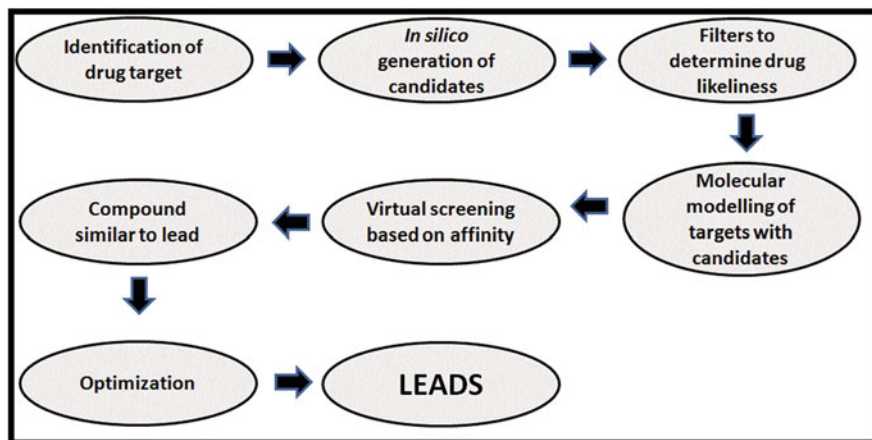 Identification of
drug target
In silico
generation of
candidates
Filters to
determine drug
likeliness
Molecular
modelling of
targets with
candidates
Virtual screening
based on affinity
Compound
similar to lead
Optimization
LEADS